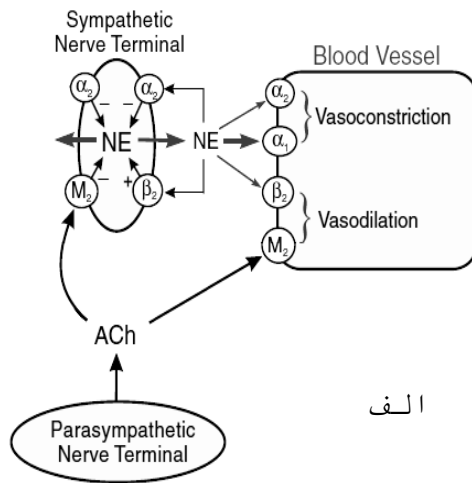 Sympathetic
Nerve Terminal
Blood Vessel
α₂ α₂ α₂
– –
Vasoconstriction
NE NE
α₁
– +
M₂ β₂ β₂
Vasodilation
M₂
ACh
الف
Parasympathetic
Nerve Terminal